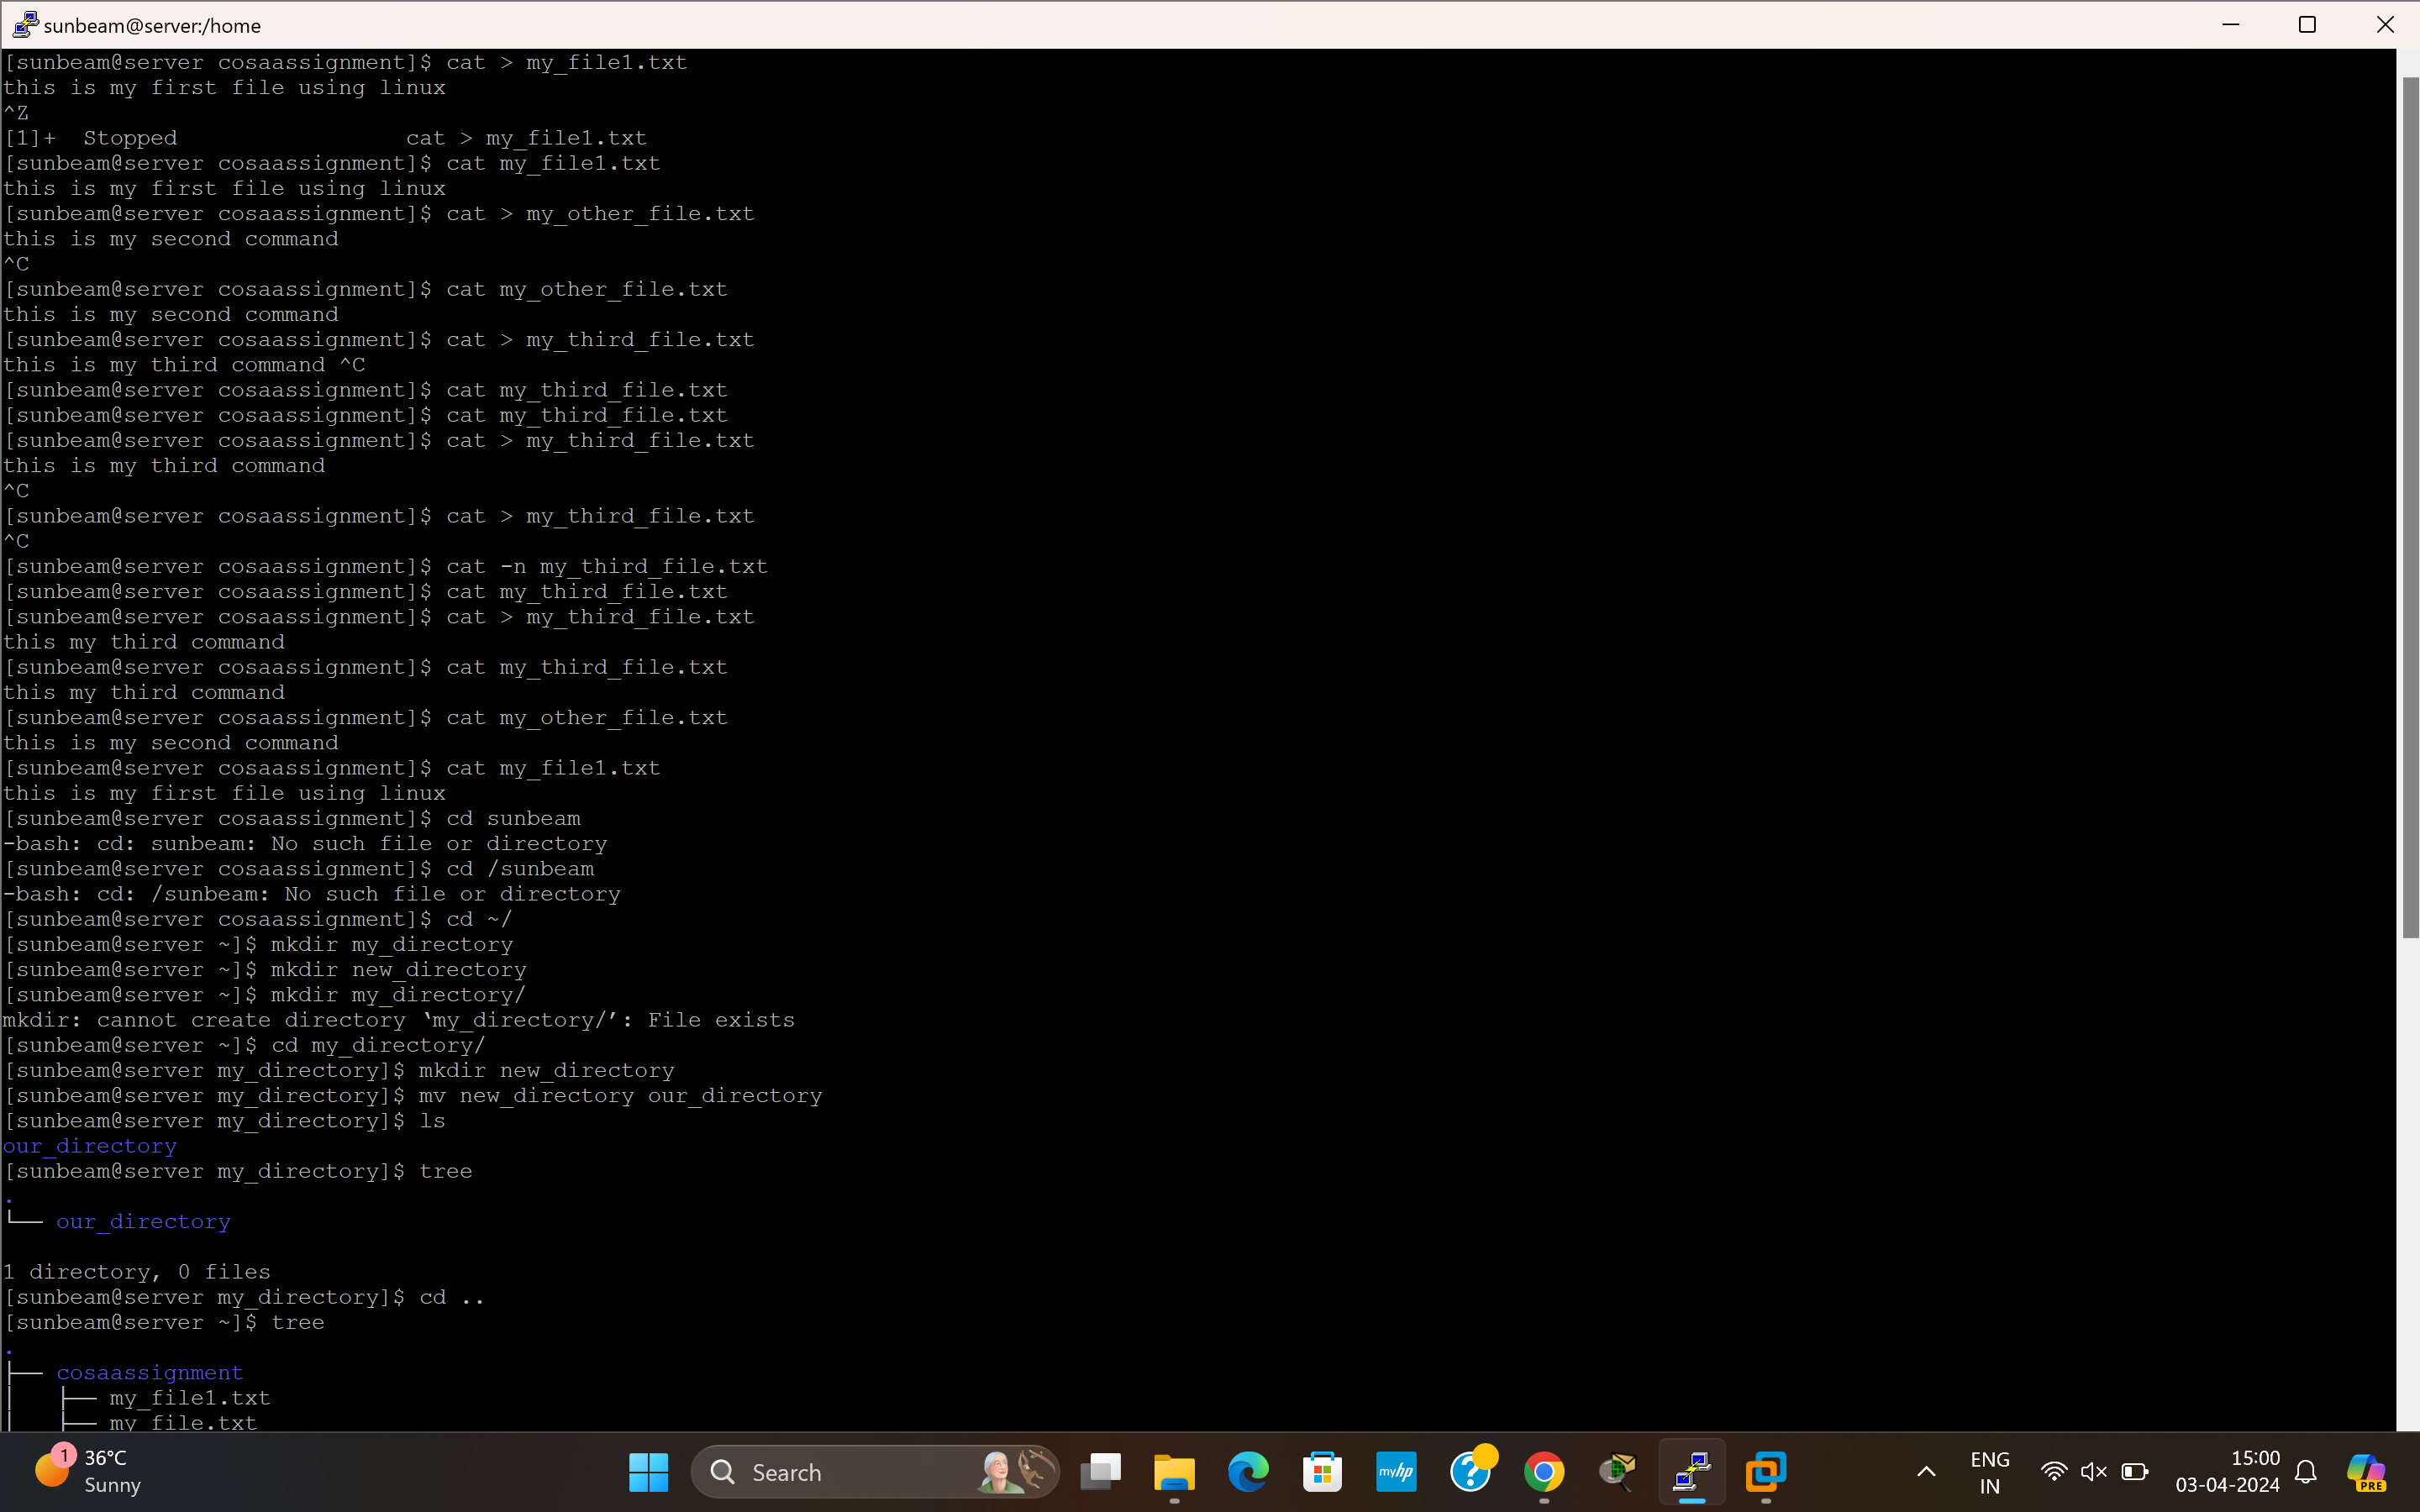 sunbeam@server:/home
[sunbeam@server cosaassignment]$ cat > my_file1.txt
this is my first file using linux
^Z
[1]+  Stopped                 cat > my_file1.txt
[sunbeam@server cosaassignment]$ cat my_file1.txt
this is my first file using linux
[sunbeam@server cosaassignment]$ cat > my_other_file.txt
this is my second command
^C
[sunbeam@server cosaassignment]$ cat my_other_file.txt
this is my second command
[sunbeam@server cosaassignment]$ cat > my_third_file.txt
this is my third command ^C
[sunbeam@server cosaassignment]$ cat my_third_file.txt
[sunbeam@server cosaassignment]$ cat my_third_file.txt
[sunbeam@server cosaassignment]$ cat > my_third_file.txt
this is my third command
^C
[sunbeam@server cosaassignment]$ cat > my_third_file.txt
^C
[sunbeam@server cosaassignment]$ cat -n my_third_file.txt
[sunbeam@server cosaassignment]$ cat my_third_file.txt
[sunbeam@server cosaassignment]$ cat > my_third_file.txt
this my third command
[sunbeam@server cosaassignment]$ cat my_third_file.txt
this my third command
[sunbeam@server cosaassignment]$ cat my_other_file.txt
this is my second command
[sunbeam@server cosaassignment]$ cat my_file1.txt
this is my first file using linux
[sunbeam@server cosaassignment]$ cd sunbeam
-bash: cd: sunbeam: No such file or directory
[sunbeam@server cosaassignment]$ cd /sunbeam
-bash: cd: /sunbeam: No such file or directory
[sunbeam@server cosaassignment]$ cd ~/
[sunbeam@server ~]$ mkdir my_directory
[sunbeam@server ~]$ mkdir new_directory
[sunbeam@server ~]$ mkdir my_directory/
mkdir: cannot create directory ‘my_directory/’: File exists
[sunbeam@server ~]$ cd my_directory/
[sunbeam@server my_directory]$ mkdir new_directory
[sunbeam@server my_directory]$ mv new_directory our_directory
[sunbeam@server my_directory]$ ls
our_directory
[sunbeam@server my_directory]$ tree
.
└── our_directory
1 directory, 0 files
[sunbeam@server my_directory]$ cd ..
[sunbeam@server ~]$ tree
.
├── cosaassignment
│   ├── my_file1.txt
│   ├── my_file.txt
1
36°C
Sunny
Search
myhp
ENG
IN
15:00
03-04-2024
PRE